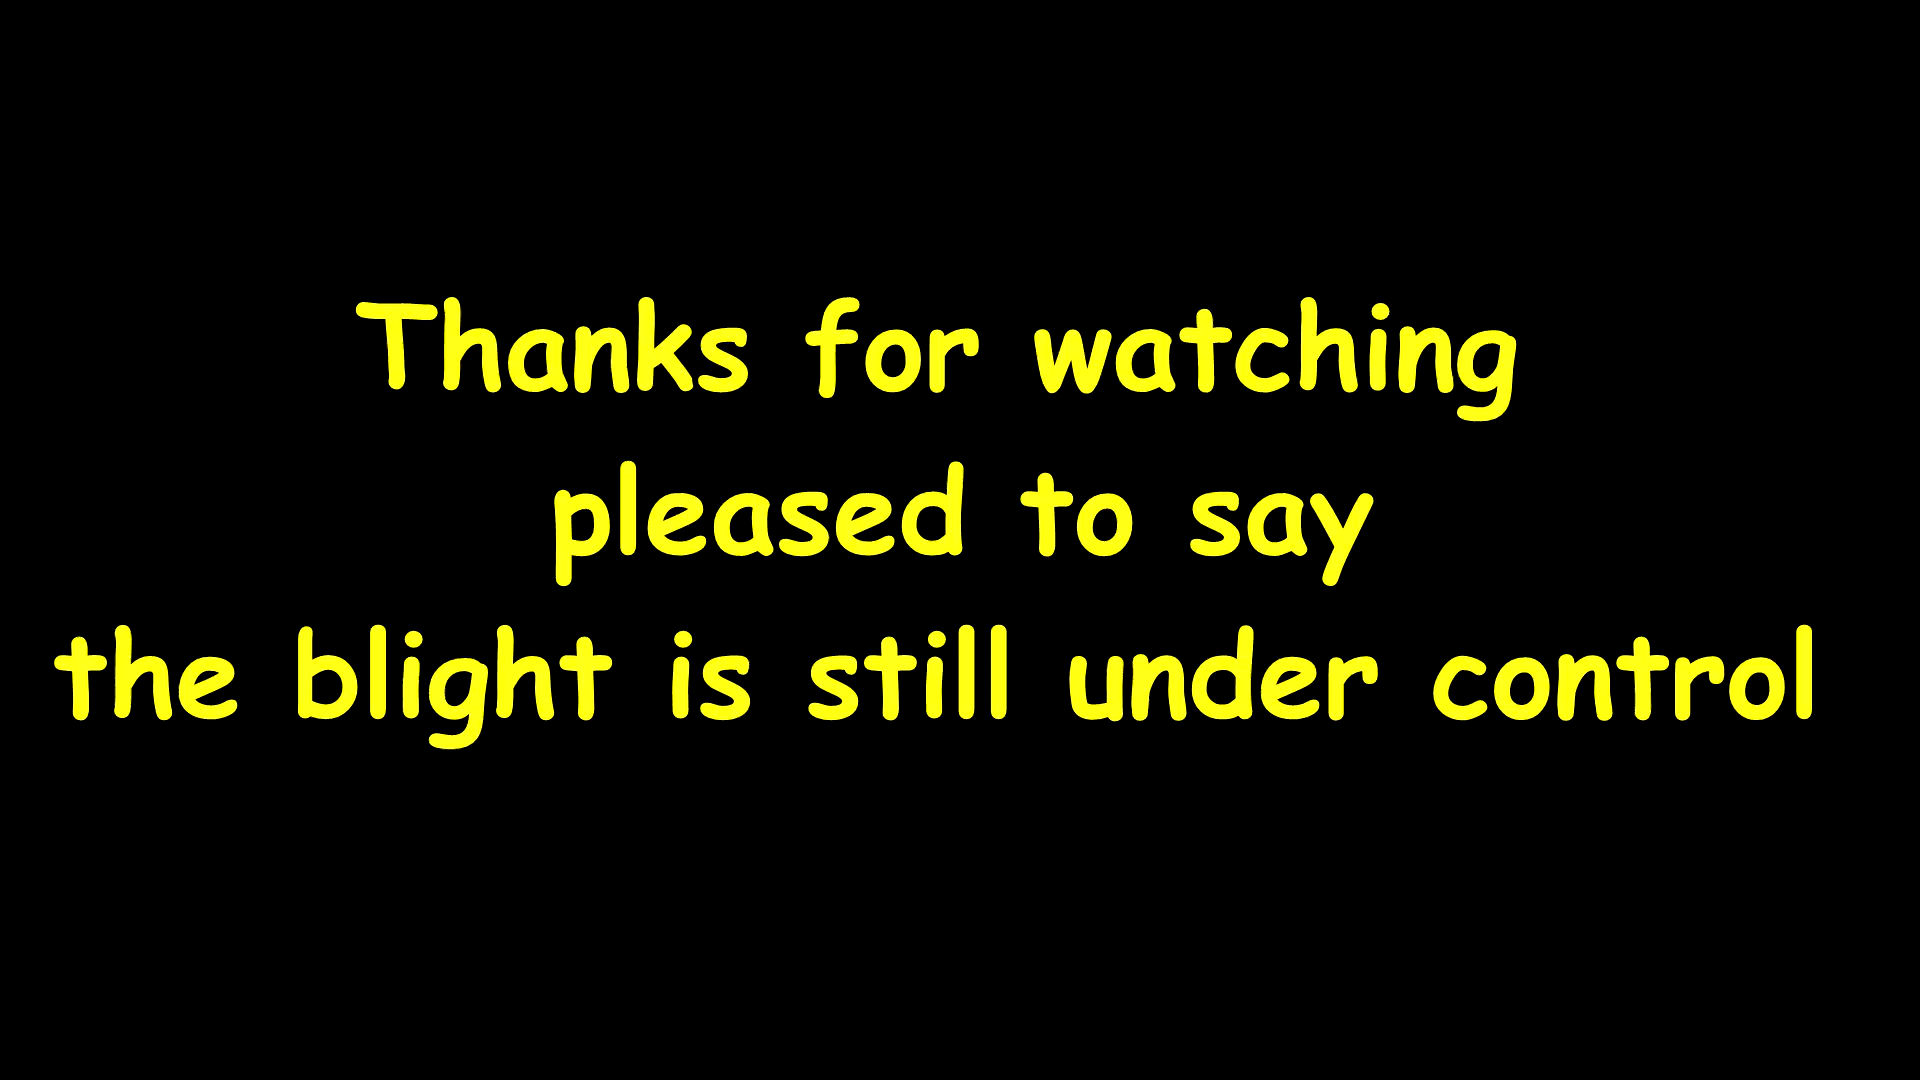 Thanks for watching
pleased to say
the blight is still under control